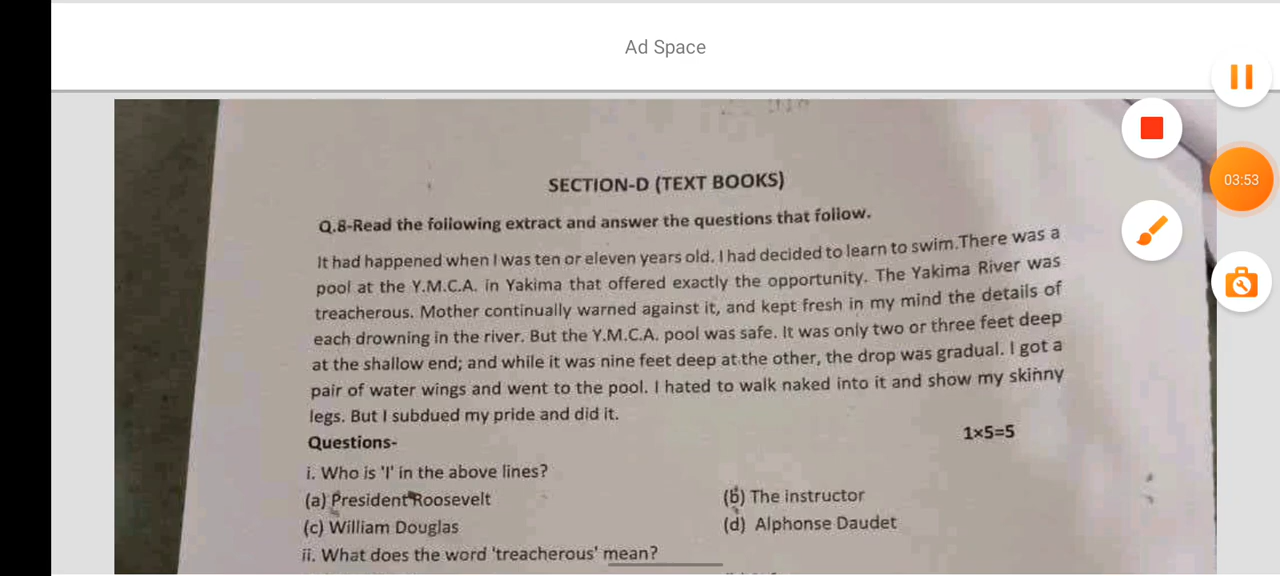 Ad Space
03:53
SECTION-D (TEXT BOOKS)
Q.8-Read the following extract and answer the questions that follow.
It had happened when I was ten or eleven years old. I had decided to learn to swim.There was a
pool at the Y.M.C.A. in Yakima that offered exactly the opportunity. The Yakima River was
treacherous. Mother continually warned against it, and kept fresh in my mind the details of
each drowning in the river. But the Y.M.C.A. pool was safe. It was only two or three feet deep
at the shallow end; and while it was nine feet deep at the other, the drop was gradual. I got a
pair of water wings and went to the pool. I hated to walk naked into it and show my skinny
legs. But I subdued my pride and did it.
Questions- 1×5=5
i. Who is 'I' in the above lines?
(a) President Roosevelt (b) The instructor
(c) William Douglas (d) Alphonse Daudet
ii. What does the word 'treacherous' mean?